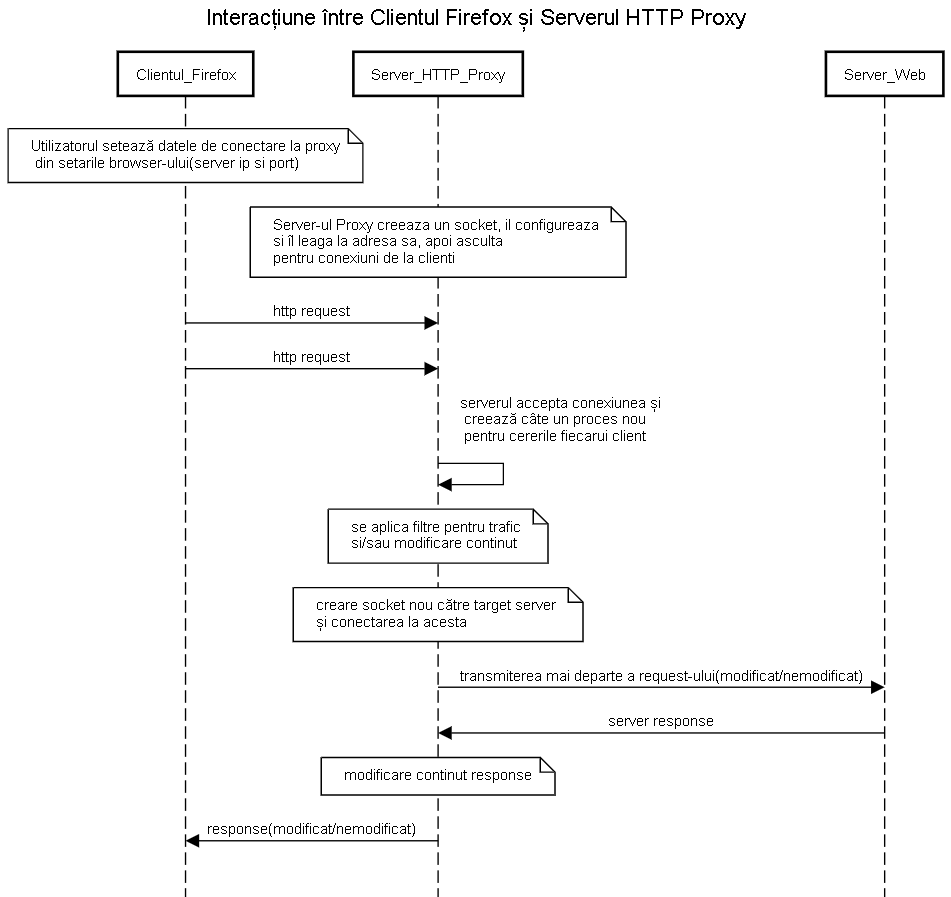 Interacțiune între Clientul Firefox și Serverul HTTP Proxy
Clientul_Firefox
Server_HTTP_Proxy
Server_Web
Utilizatorul setează datele de conectare la proxy
din setarile browser-ului(server ip si port)
Server-ul Proxy creeaza un socket, il configureaza
si îl leaga la adresa sa, apoi asculta
pentru conexiuni de la clienti
http request
http request
serverul accepta conexiunea și
creează câte un proces nou
pentru cererile fiecarui client
se aplica filtre pentru trafic
si/sau modificare continut
creare socket nou către target server
și conectarea la acesta
transmiterea mai departe a request-ului(modificat/nemodificat)
server response
modificare continut response
response(modificat/nemodificat)